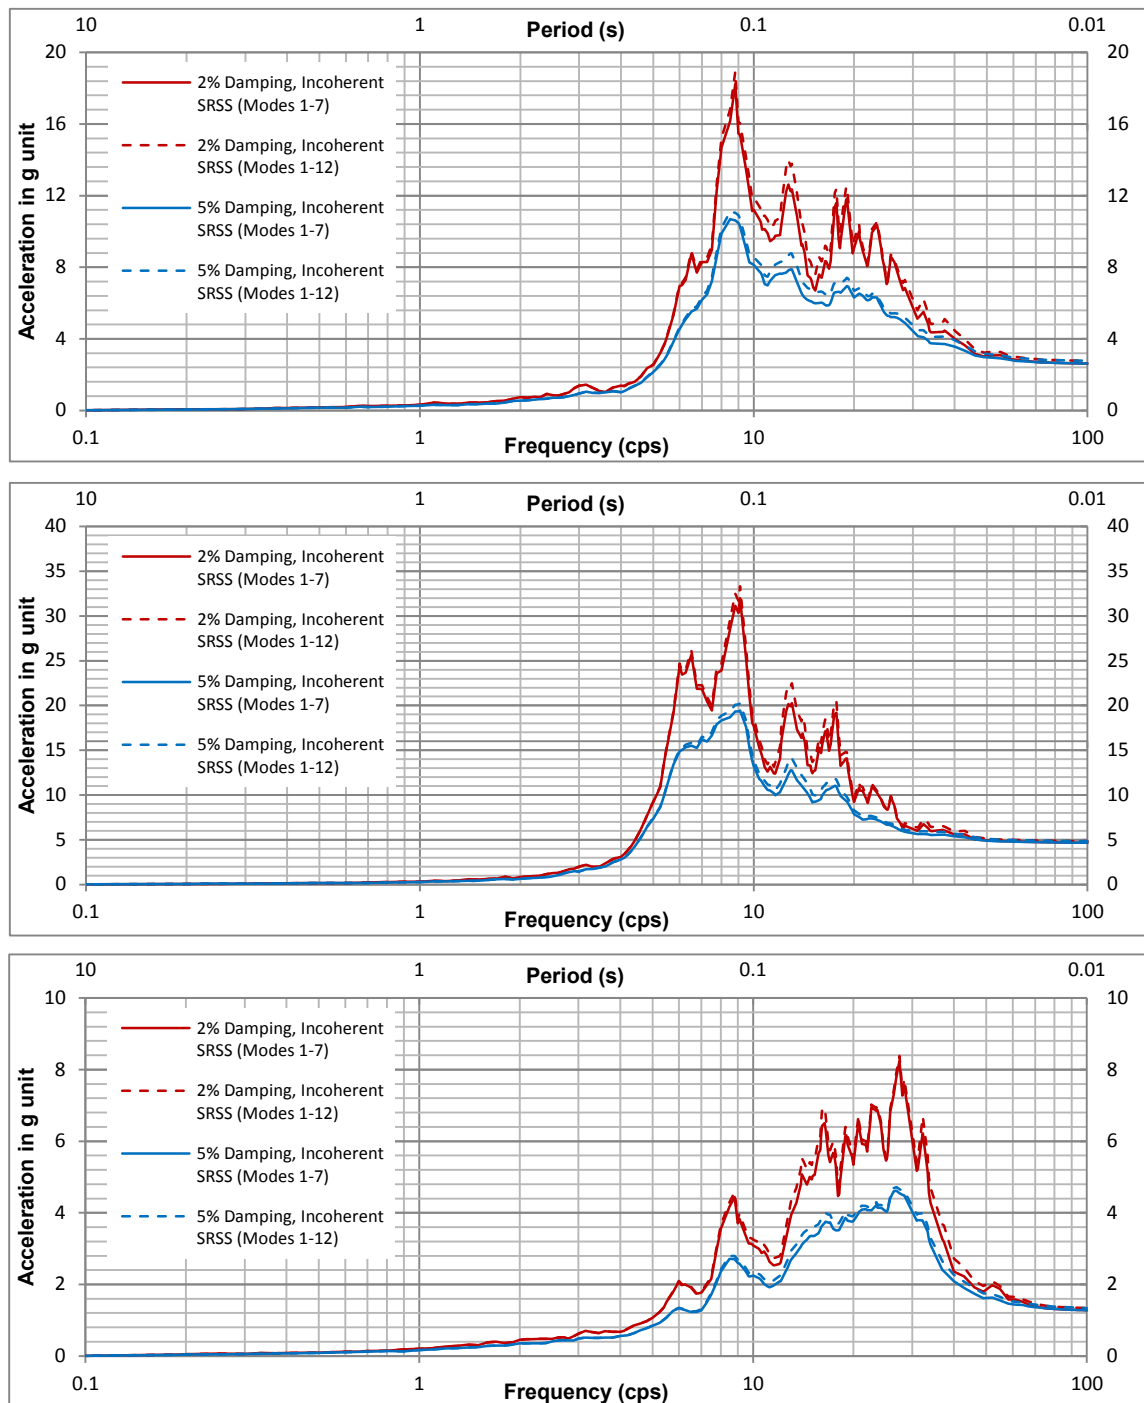 10 1 Period (s) 0.1 0.01
20 20
2% Damping, Incoherent
SRSS (Modes 1-7)
16 16
2% Damping, Incoherent
SRSS (Modes 1-12)
12 12
5% Damping, Incoherent
SRSS (Modes 1-7)
8 8
5% Damping, Incoherent
SRSS (Modes 1-12)
4 4
0 0
Acceleration in g unit
0.1 1 Frequency (cps) 10 100
10 1 Period (s) 0.1 0.01
40 40
2% Damping, Incoherent
SRSS (Modes 1-7)
35 35
30 30
2% Damping, Incoherent
SRSS (Modes 1-12)
25 25
5% Damping, Incoherent
SRSS (Modes 1-7)
20 20
15 15
5% Damping, Incoherent
SRSS (Modes 1-12)
10 10
5 5
0 0
Acceleration in g unit
0.1 1 Frequency (cps) 10 100
10 1 Period (s) 0.1 0.01
10 10
2% Damping, Incoherent
SRSS (Modes 1-7)
8 8
2% Damping, Incoherent
SRSS (Modes 1-12)
6 6
5% Damping, Incoherent
SRSS (Modes 1-7)
4 4
5% Damping, Incoherent
SRSS (Modes 1-12)
2 2
0 0
Acceleration in g unit
0.1 1 Frequency (cps) 10 100